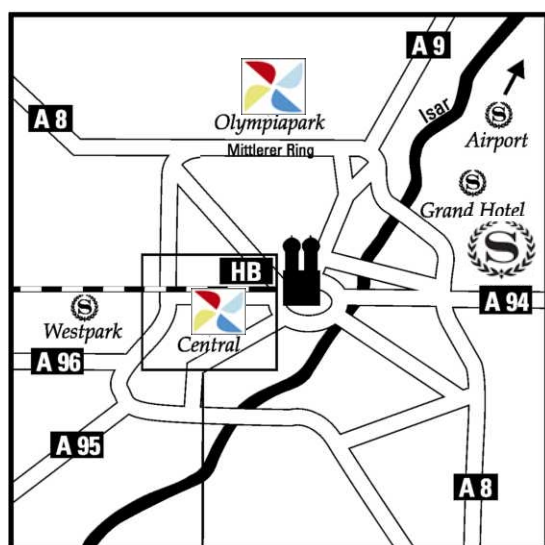 A 9
A 8
Olympiapark
Mittlerer Ring
Isar
Airport
S
S
Grand Hotel
S
HB
A 94
S
Westpark
Central
A 96
A 95
A 8